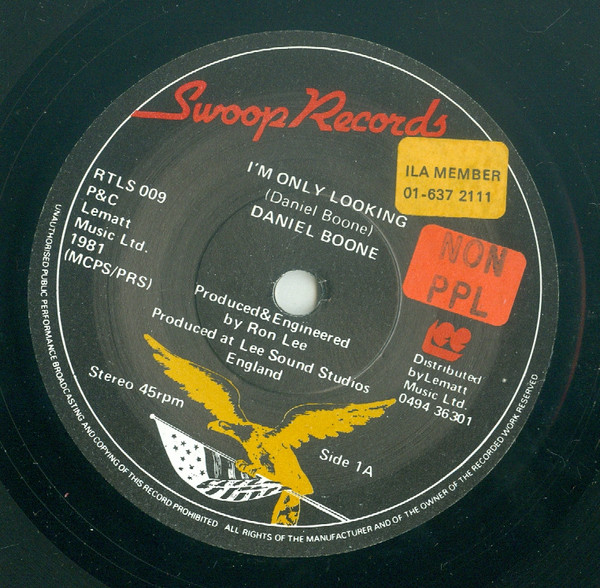 Swoop Records
ILA MEMBER
01-637 2111
I'M ONLY LOOKING
(Daniel Boone)
DANIEL BOONE
NON
PPL
RTLS 009
P&C
Lematt
Music Ltd.
1981
(MCPS/PRS)
Produced&Engineered
by Ron Lee
Produced at Lee Sound Studios
England
Lee
Distributed
by Lematt
Music Ltd.
0494 36301
Stereo 45rpm
Side 1A
UNAUTHORISED PUBLIC PERFORMANCE BROADCASTING AND COPYING OF THIS RECORD PROHIBITED   ALL RIGHTS OF THE MANUFACTURER AND OF THE OWNER OF THE RECORDED WORK RESERVED